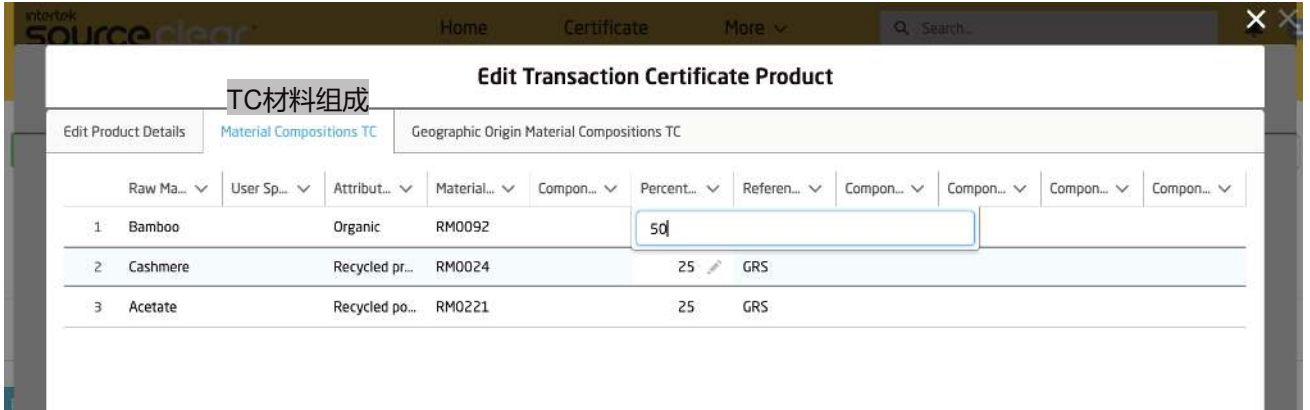 intertek
source clear
Home
Certificate
More
Search...
Edit Transaction Certificate Product
TC材料组成
Edit Product Details
Material Compositions TC
Geographic Origin Material Compositions TC
Raw Ma...
User Sp...
Attribut...
Material...
Compon...
Percent...
Referen...
Compon...
Compon...
Compon...
Compon...
1 Bamboo Organic RM0092 50
2 Cashmere Recycled pr... RM0024 25 GRS
3 Acetate Recycled po... RM0221 25 GRS